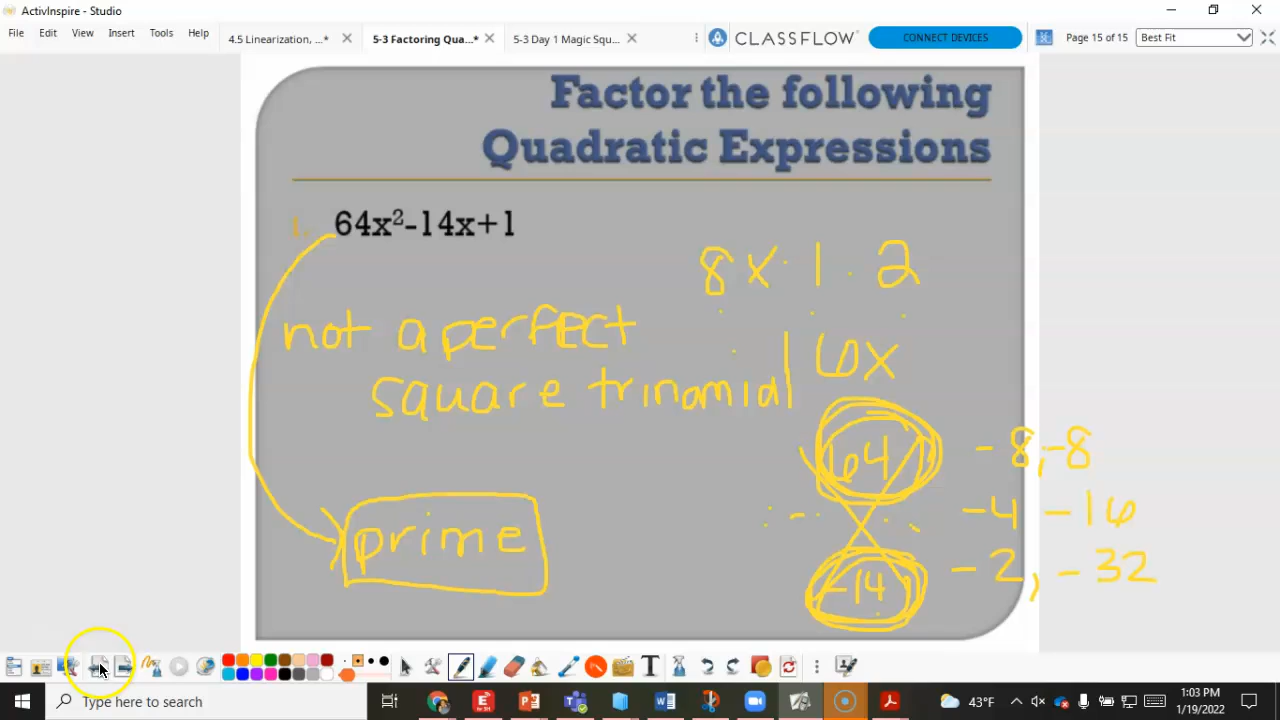 ActivInspire - Studio
File Edit View Insert Tools Help
4.5 Linearization, ...*
5-3 Factoring Qua...*
5-3 Day 1 Magic Squ...
CLASSFLOW
CONNECT DEVICES
Page 15 of 15
Best Fit
Factor the following
Quadratic Expressions
1. 64x²-14x+1
8x · 1 · 2
not a perfect
square trinomial
16x
64
-8,-8
-4 -16
-14
-2, -32
prime
Type here to search
43°F
1:03 PM
1/19/2022